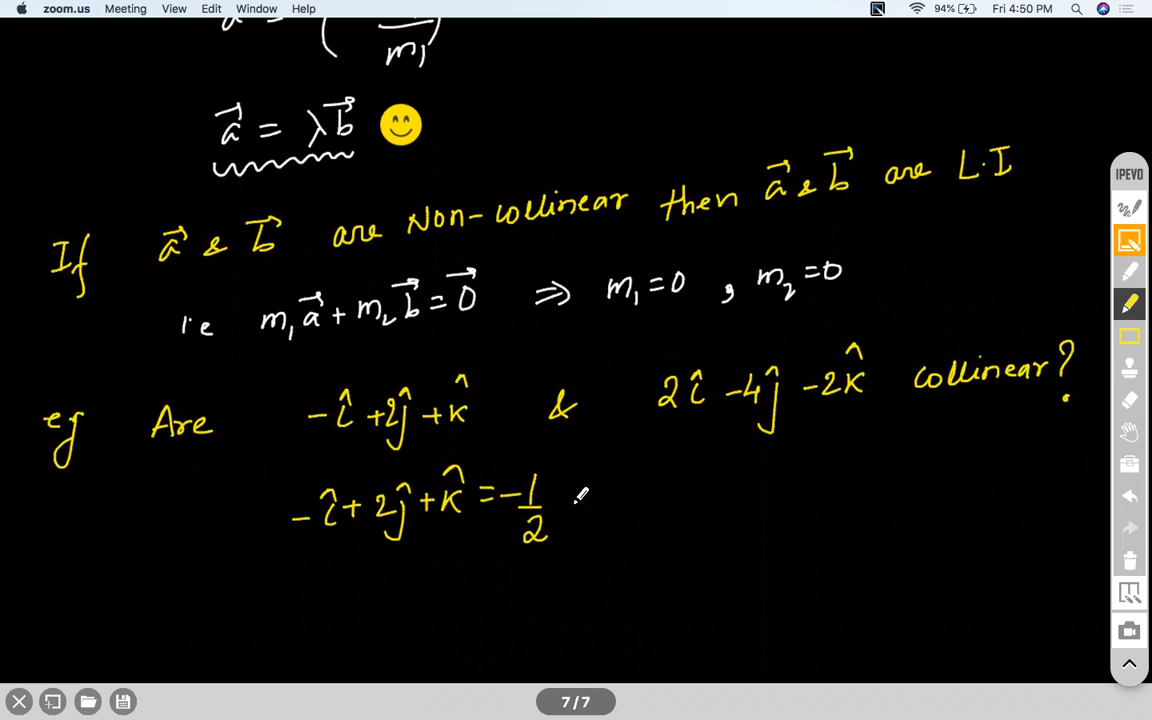 zoom.us Meeting View Edit Window Help 94% Fri 4:50 PM
m₁
a⃗ = λb⃗
If a⃗ & b⃗ are Non-collinear then a⃗ & b⃗ are L.I
i.e m₁a⃗ + m₂b⃗ = 0⃗ ⇒ m₁ = 0 , m₂ = 0
eg Are -î + 2ĵ + k̂ & 2î - 4ĵ - 2k̂ collinear?
-î + 2ĵ + k̂ = -1/2
IPEVO
7 / 7